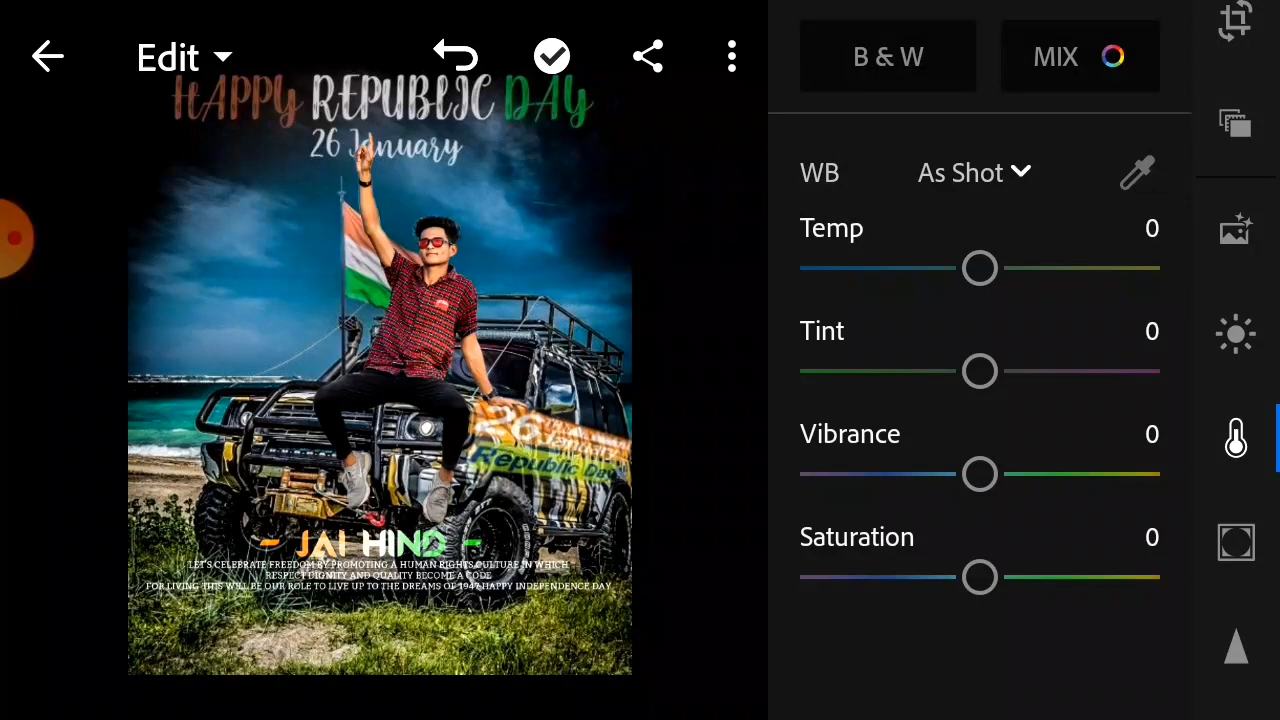 Edit
B & W
MIX
HAPPY REPUBLIC DAY
26 January
WB
As Shot
Temp
0
Tint
0
Vibrance
0
Saturation
0
26 January
Republic Day
- JAI HIND -
LET'S CELEBRATE FREEDOM BY PROMOTING A HUMAN RIGHTS CULTURE IN WHICH
RESPECT DIGNITY AND QUALITY BECOME A CODE
FOR LIVING THIS WILL BE OUR ROLE TO LIVE UP TO THE DREAMS OF 1947 HAPPY INDEPENDENCE DAY